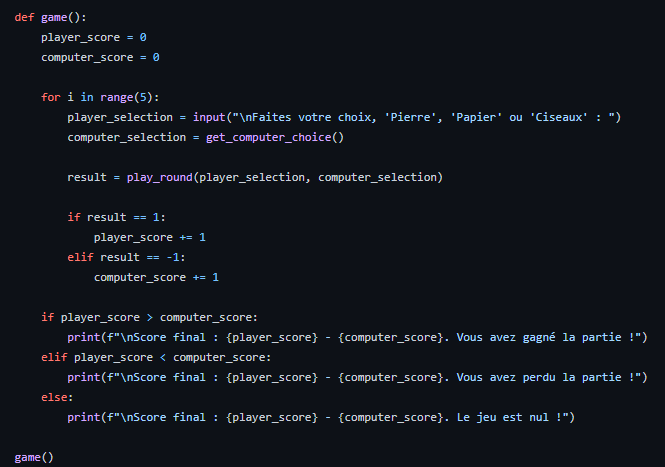 def game():
    player_score = 0
    computer_score = 0

    for i in range(5):
        player_selection = input("\nFaites votre choix, 'Pierre', 'Papier' ou 'Ciseaux' : ")
        computer_selection = get_computer_choice()

        result = play_round(player_selection, computer_selection)

        if result == 1:
            player_score += 1
        elif result == -1:
            computer_score += 1

    if player_score > computer_score:
        print(f"\nScore final : {player_score} - {computer_score}. Vous avez gagné la partie !")
    elif player_score < computer_score:
        print(f"\nScore final : {player_score} - {computer_score}. Vous avez perdu la partie !")
    else:
        print(f"\nScore final : {player_score} - {computer_score}. Le jeu est nul !")

game()